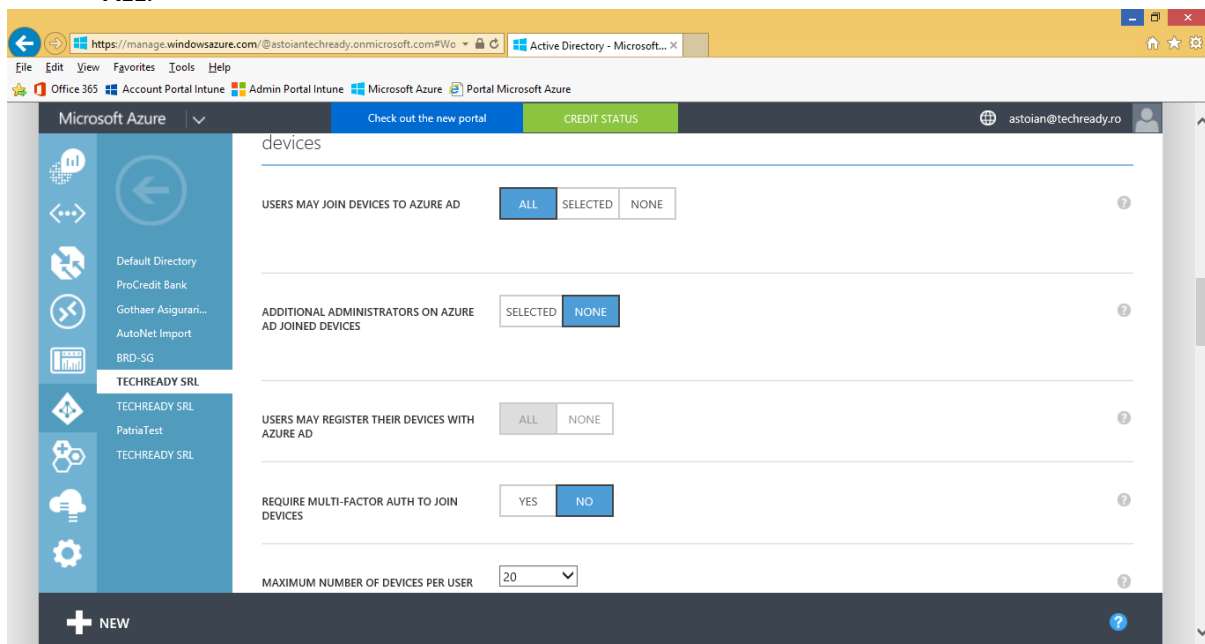 https://manage.windowsazure.com/@astoiantechready.onmicrosoft.com#Wo
Active Directory - Microsoft...
File Edit View Favorites Tools Help
Office 365 Account Portal Intune Admin Portal Intune Microsoft Azure Portal Microsoft Azure
Microsoft Azure
Check out the new portal
CREDIT STATUS
astoian@techready.ro
Default Directory
ProCredit Bank
Gothaer Asigurari...
AutoNet Import
BRD-SG
TECHREADY SRL
TECHREADY SRL
PatriaTest
TECHREADY SRL
devices
USERS MAY JOIN DEVICES TO AZURE AD
ALL SELECTED NONE
ADDITIONAL ADMINISTRATORS ON AZURE
AD JOINED DEVICES
SELECTED NONE
USERS MAY REGISTER THEIR DEVICES WITH
AZURE AD
ALL NONE
REQUIRE MULTI-FACTOR AUTH TO JOIN
DEVICES
YES NO
MAXIMUM NUMBER OF DEVICES PER USER
20
NEW